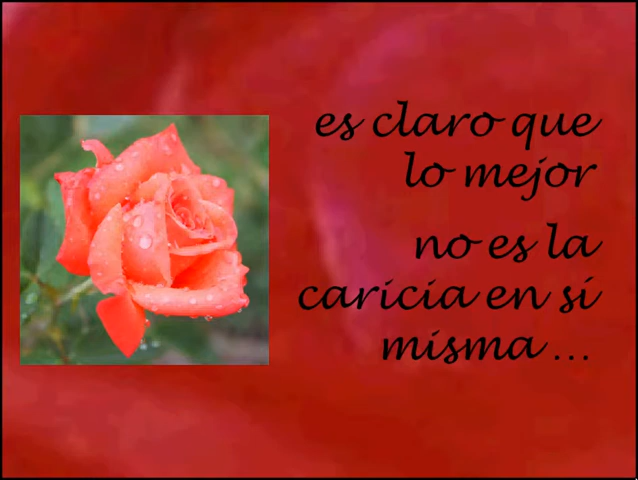 es claro que
lo mejor
no es la
caricia en sí
misma ...